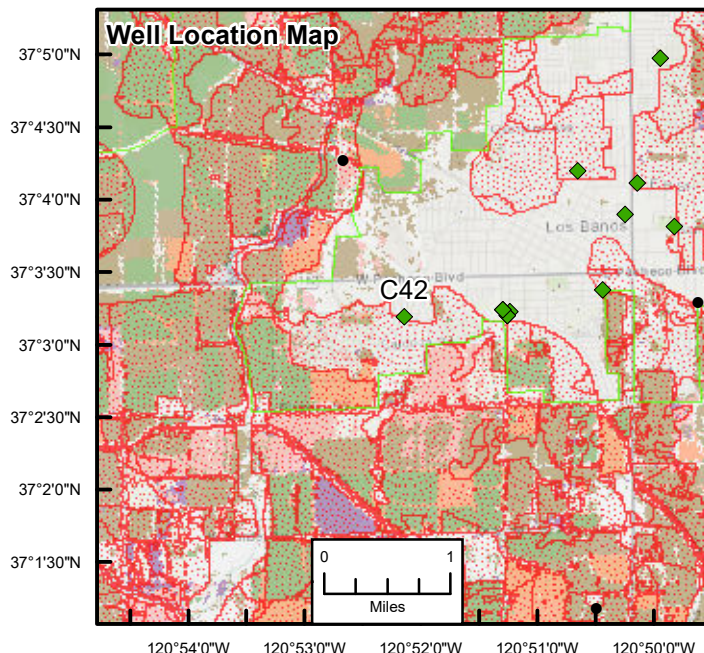 Well Location Map
37°5'0"N
37°4'30"N
37°4'0"N
37°3'30"N
37°3'0"N
37°2'30"N
37°2'0"N
37°1'30"N
Los Banos
W Pacheco Blvd
Pacheco Blvd
C42
0 1
Miles
120°54'0"W 120°53'0"W 120°52'0"W 120°51'0"W 120°50'0"W